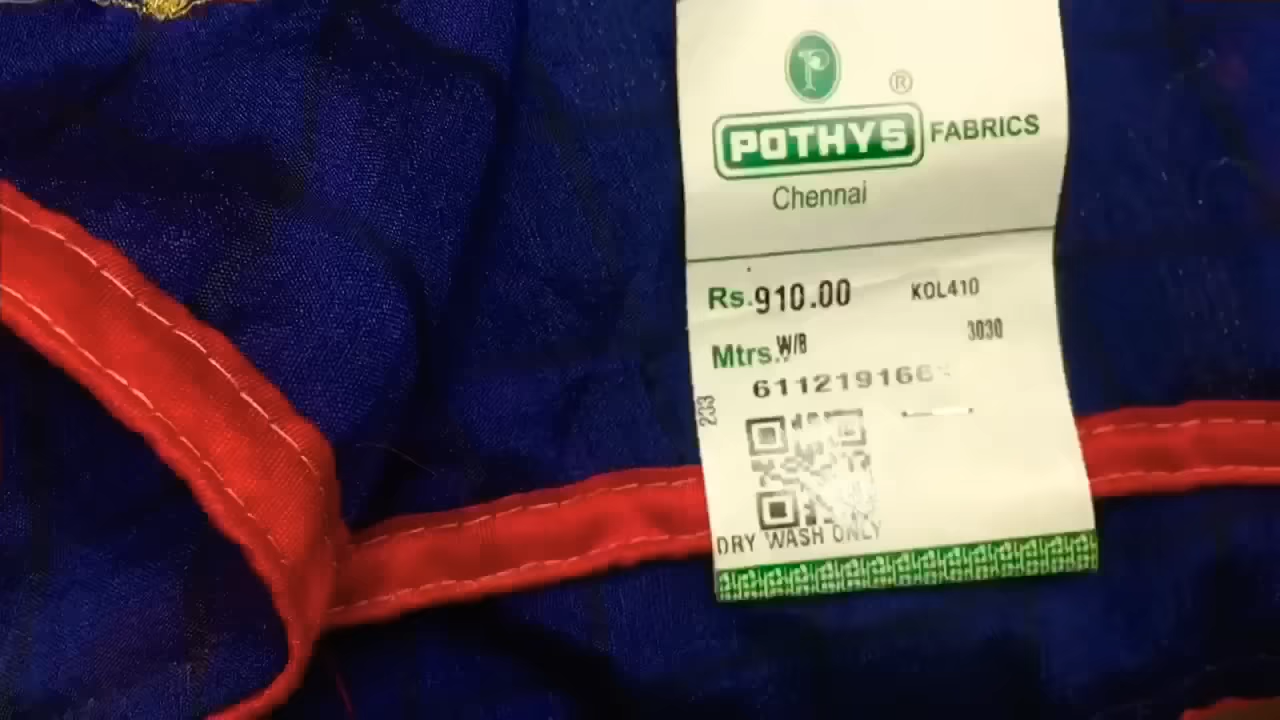 P
®
POTHYS FABRICS
Chennai
Rs.910.00 KOL410
Mtrs.W/B 3030
233
DRY WASH ONLY